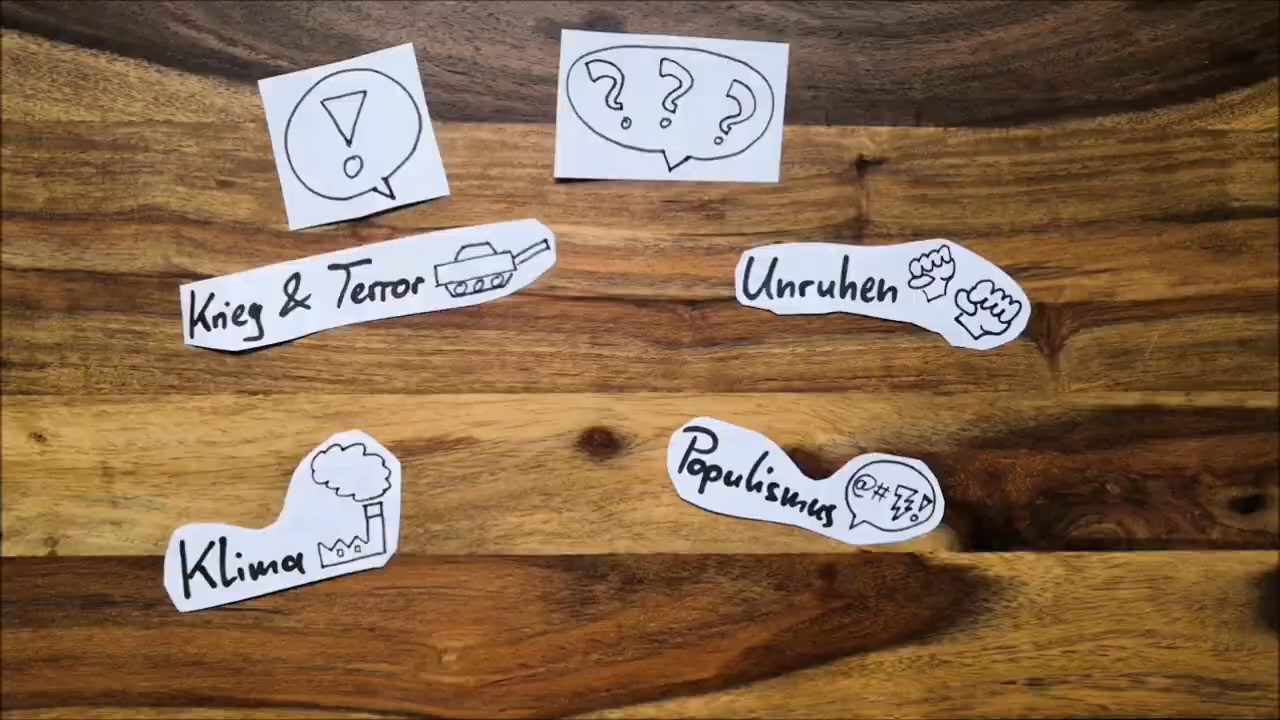 !
? ? ?
Krieg & Terror
Unruhen
Klima
Populismus
@#!